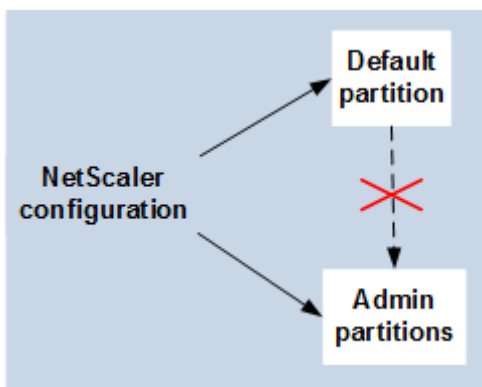 Default
partition
NetScaler
configuration
Admin
partitions